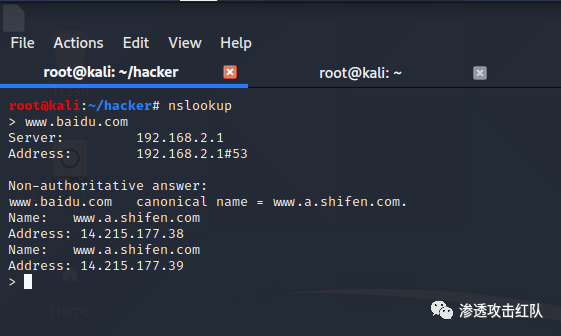 File Actions Edit View Help
root@kali: ~/hacker root@kali: ~
root@kali:~/hacker# nslookup
> www.baidu.com
Server: 192.168.2.1
Address: 192.168.2.1#53
Non-authoritative answer:
www.baidu.com canonical name = www.a.shifen.com.
Name: www.a.shifen.com
Address: 14.215.177.38
Name: www.a.shifen.com
Address: 14.215.177.39
>
Home
渗透攻击红队